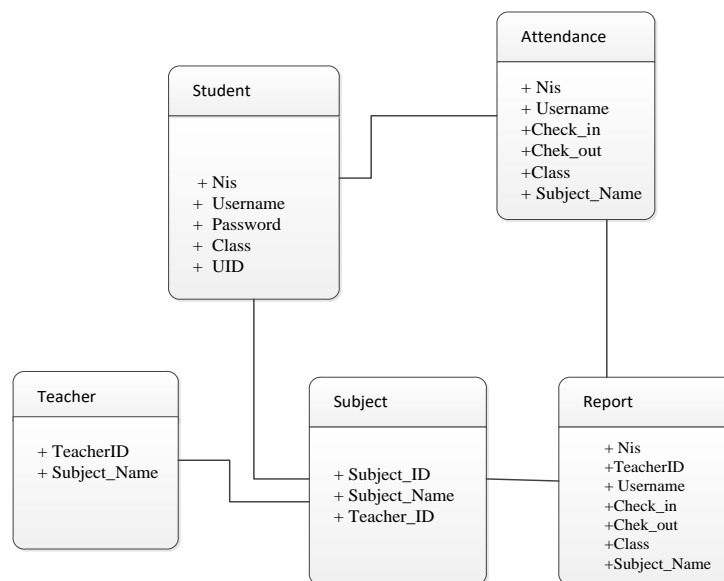 Student
+ Nis
+ Username
+ Password
+ Class
+ UID
Attendance
+ Nis
+ Username
+Check_in
+Chek_out
+Class
+ Subject_Name
Teacher
+ TeacherID
+ Subject_Name
Subject
+ Subject_ID
+ Subject_Name
+ Teacher_ID
Report
+ Nis
+TeacherID
+ Username
+Check_in
+Chek_out
+Class
+Subject_Name